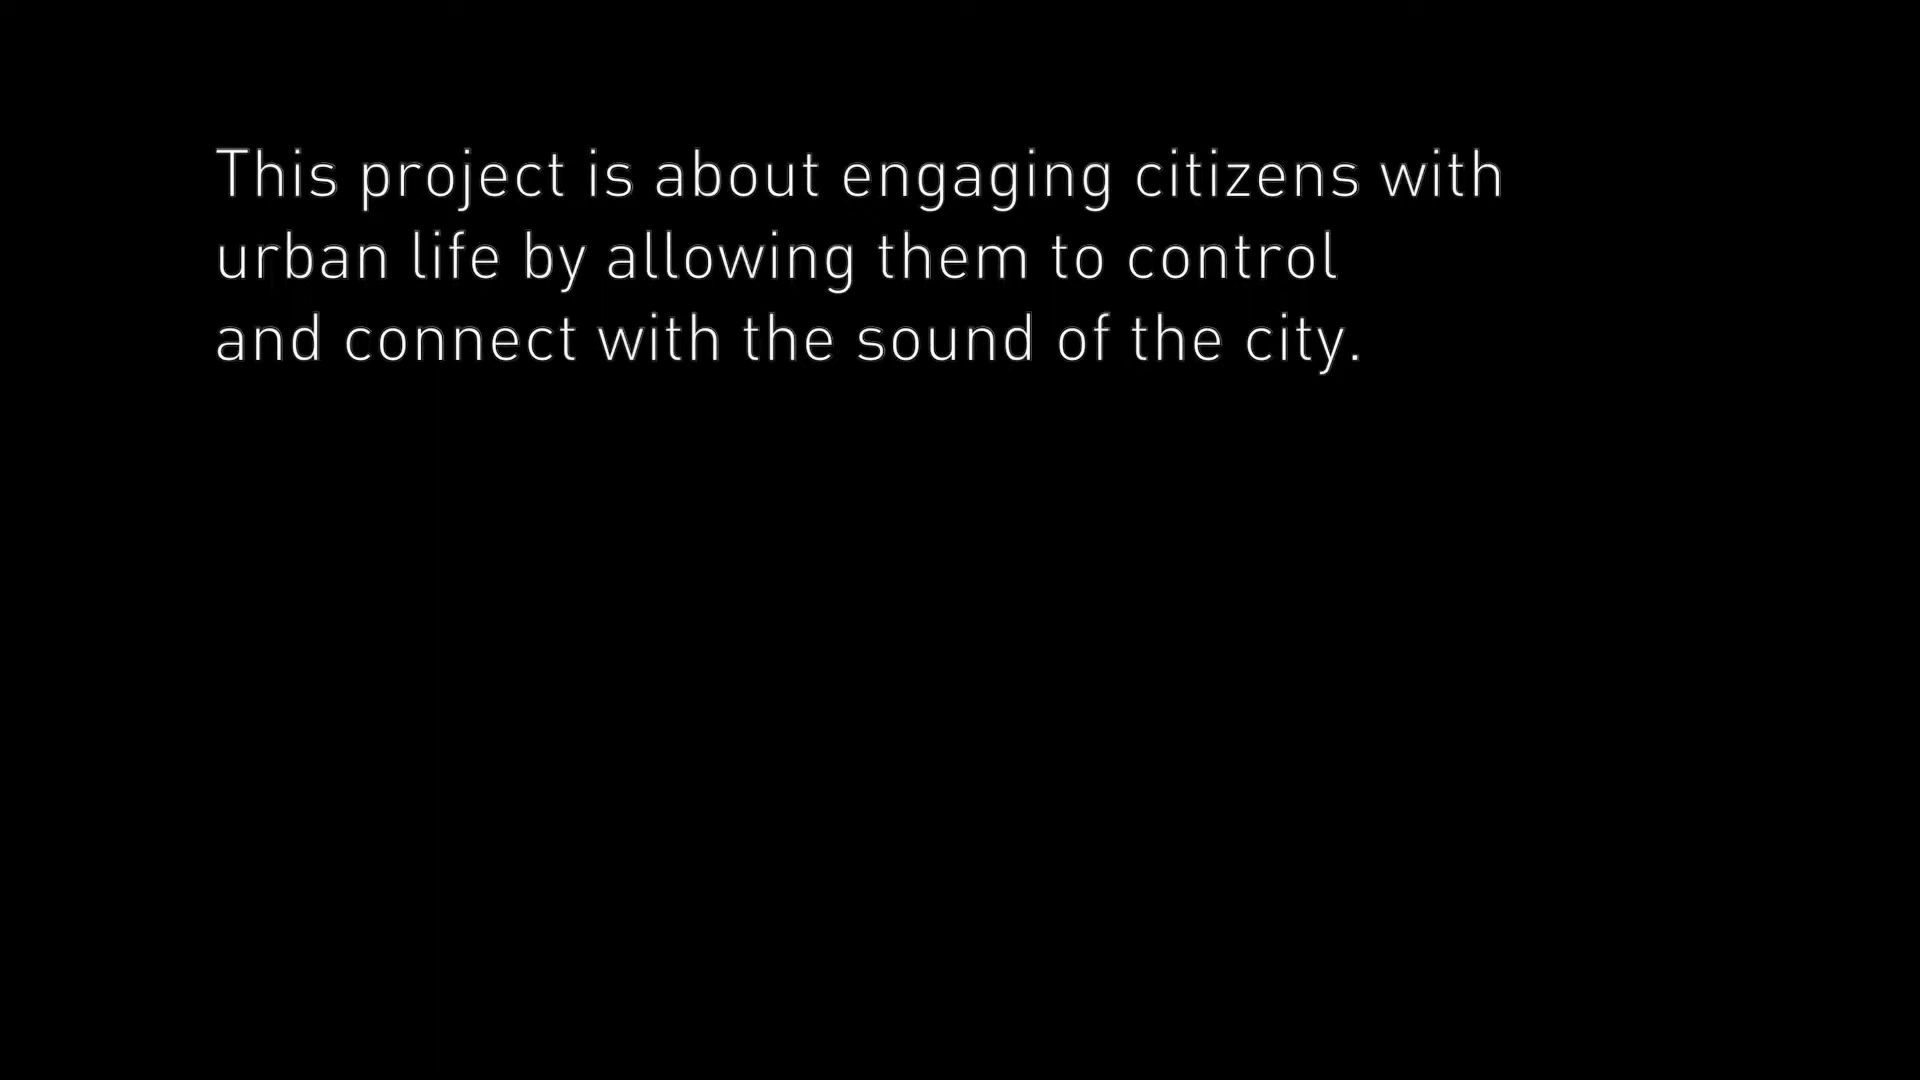 This project is about engaging citizens with
urban life by allowing them to control
and connect with the sound of the city.